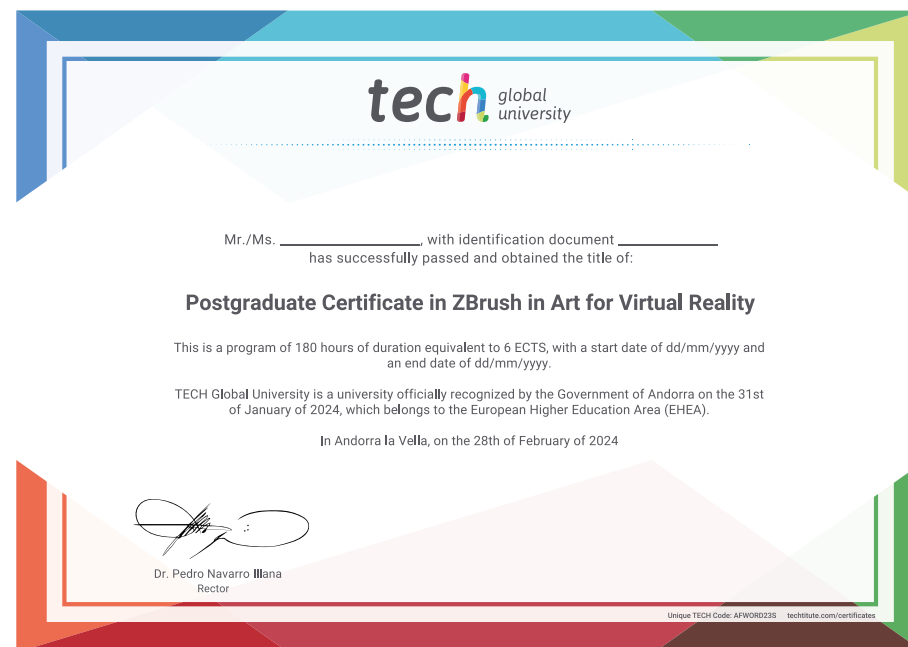 tech global
university
Mr./Ms. ____________________, with identification document ______________
has successfully passed and obtained the title of:
Postgraduate Certificate in ZBrush in Art for Virtual Reality
This is a program of 180 hours of duration equivalent to 6 ECTS, with a start date of dd/mm/yyyy and
an end date of dd/mm/yyyy.
TECH Global University is a university officially recognized by the Government of Andorra on the 31st
of January of 2024, which belongs to the European Higher Education Area (EHEA).
In Andorra la Vella, on the 28th of February of 2024
Dr. Pedro Navarro Illana
Rector
Unique TECH Code: AFWORD23S techtitute.com/certificates